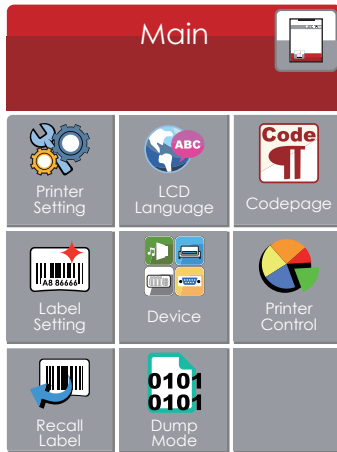 Main
ABC
Code
Printer
Setting
LCD
Language
Codepage
A8 86666
Label
Setting
Device
Printer
Control
0101
0101
Recall
Label
Dump
Mode